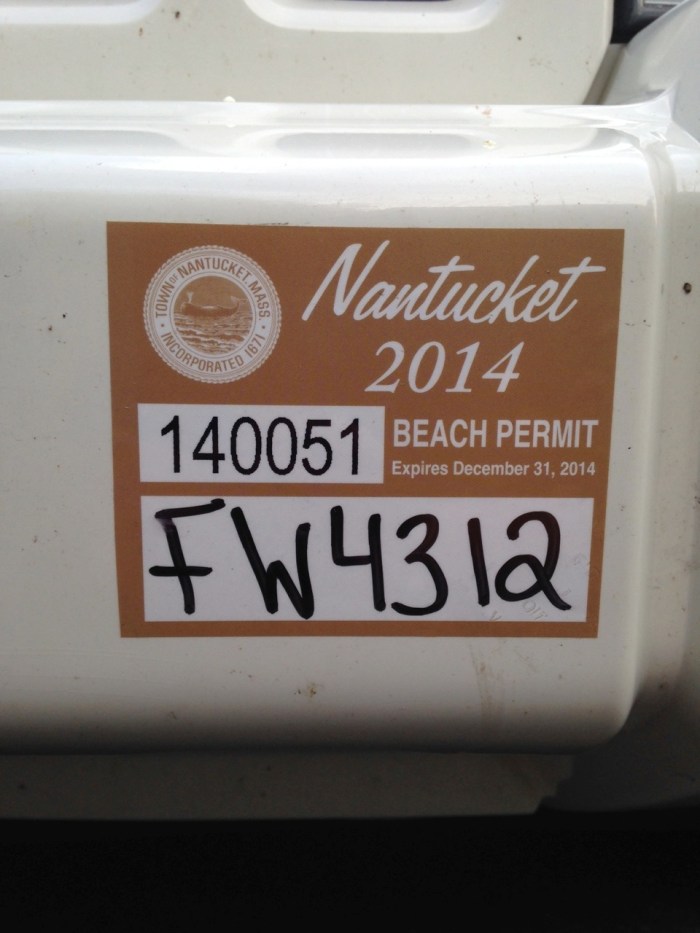 TOWN OF NANTUCKET MASS.
INCORPORATED 1671
Nantucket
2014
140051
BEACH PERMIT
Expires December 31, 2014
FW4312